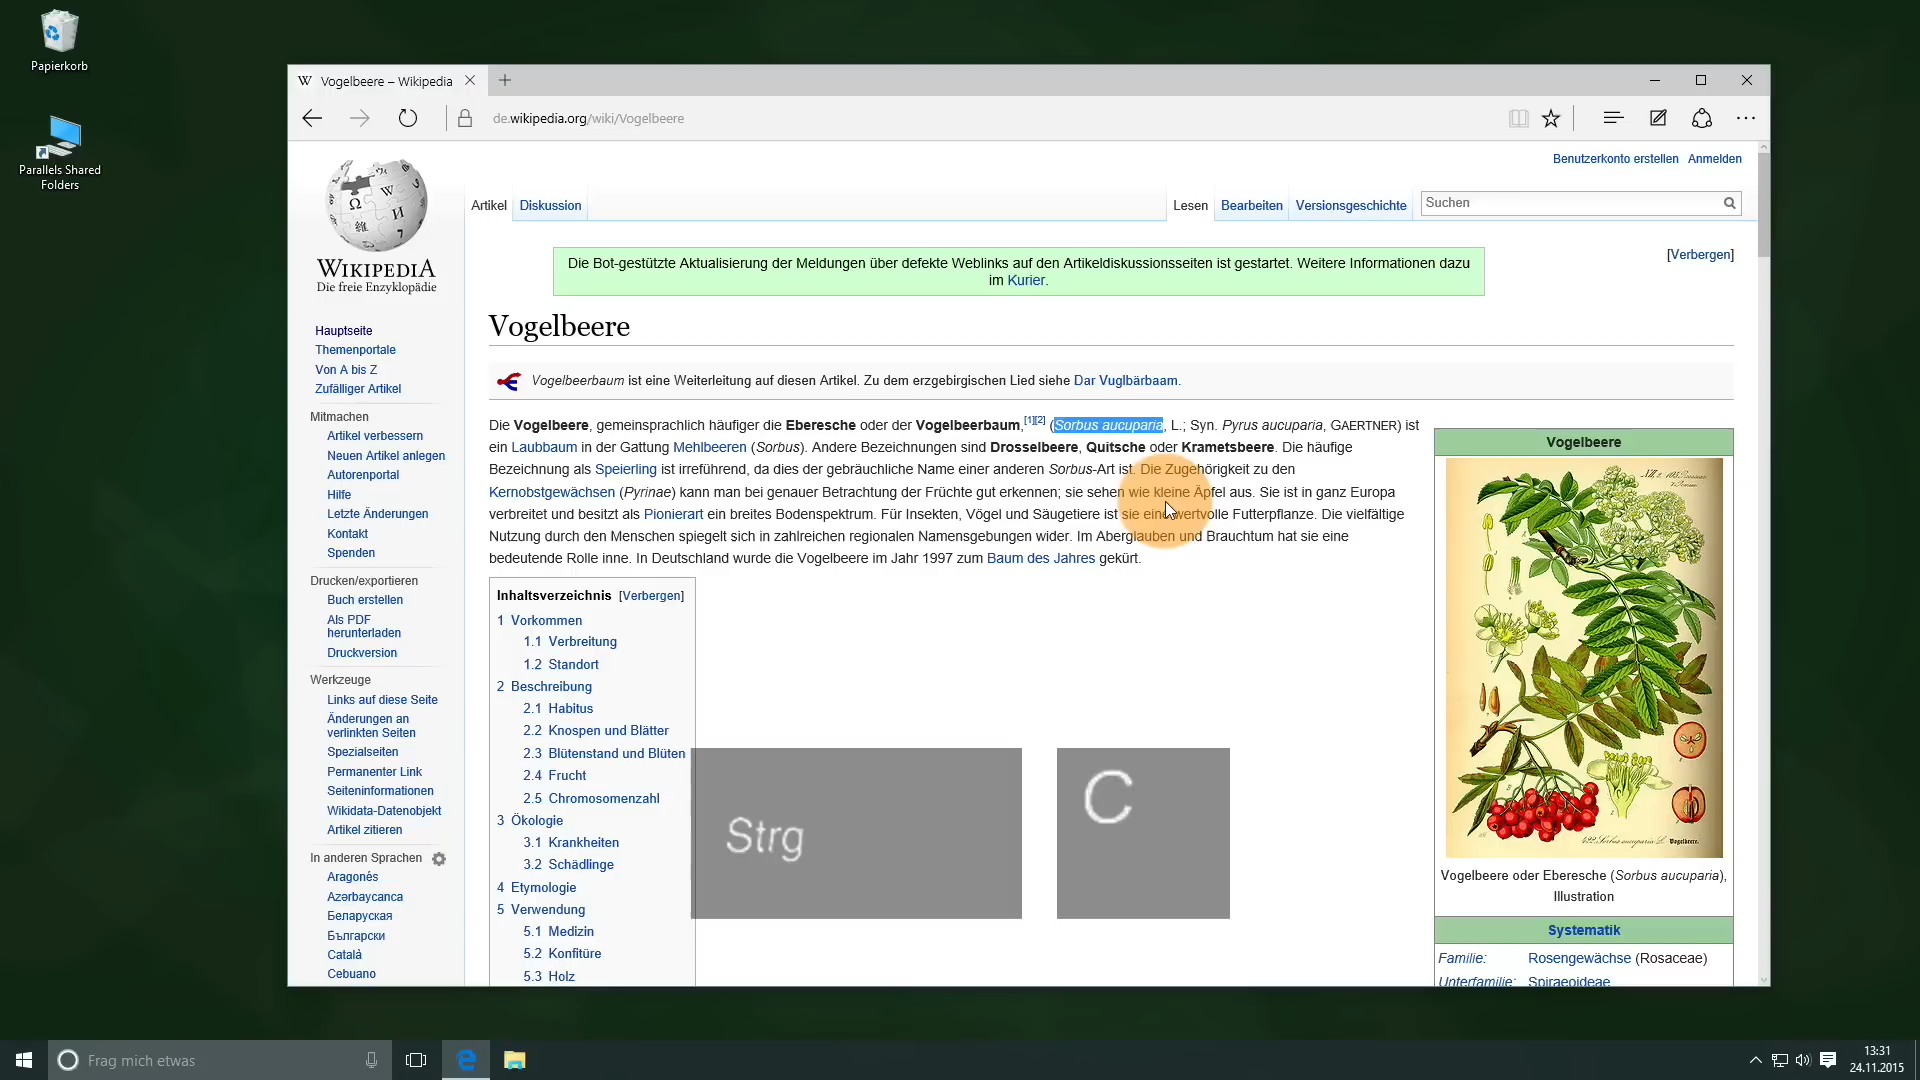 Papierkorb
Parallels Shared
Folders
W Vogelbeere – Wikipedia
de.wikipedia.org/wiki/Vogelbeere
Benutzerkonto erstellen Anmelden
WIKIPEDIA
Die freie Enzyklopädie
Artikel Diskussion Lesen Bearbeiten Versionsgeschichte Suchen
Die Bot-gestützte Aktualisierung der Meldungen über defekte Weblinks auf den Artikeldiskussionsseiten ist gestartet. Weitere Informationen dazu
im Kurier.
[Verbergen]
Vogelbeere
Vogelbeerbaum ist eine Weiterleitung auf diesen Artikel. Zu dem erzgebirgischen Lied siehe Dar Vuglbärbaam.
Die Vogelbeere, gemeinsprachlich häufiger die Eberesche oder der Vogelbeerbaum,[1][2] (Sorbus aucuparia, L.; Syn. Pyrus aucuparia, GAERTNER) ist
ein Laubbaum in der Gattung Mehlbeeren (Sorbus). Andere Bezeichnungen sind Drosselbeere, Quitsche oder Krametsbeere. Die häufige
Bezeichnung als Speierling ist irreführend, da dies der gebräuchliche Name einer anderen Sorbus-Art ist. Die Zugehörigkeit zu den
Kernobstgewächsen (Pyrinae) kann man bei genauer Betrachtung der Früchte gut erkennen; sie sehen wie kleine Äpfel aus. Sie ist in ganz Europa
verbreitet und besitzt als Pionierart ein breites Bodenspektrum. Für Insekten, Vögel und Säugetiere ist sie eine wertvolle Futterpflanze. Die vielfältige
Nutzung durch den Menschen spiegelt sich in zahlreichen regionalen Namensgebungen wider. Im Aberglauben und Brauchtum hat sie eine
bedeutende Rolle inne. In Deutschland wurde die Vogelbeere im Jahr 1997 zum Baum des Jahres gekürt.
Hauptseite
Themenportale
Von A bis Z
Zufälliger Artikel
Mitmachen
Artikel verbessern
Neuen Artikel anlegen
Autorenportal
Hilfe
Letzte Änderungen
Kontakt
Spenden
Drucken/exportieren
Buch erstellen
Als PDF
herunterladen
Druckversion
Werkzeuge
Links auf diese Seite
Änderungen an
verlinkten Seiten
Spezialseiten
Permanenter Link
Seiteninformationen
Wikidata-Datenobjekt
Artikel zitieren
In anderen Sprachen
Aragonés
Azərbaycanca
Беларуская
Български
Català
Cebuano
Inhaltsverzeichnis [Verbergen]
1 Vorkommen
1.1 Verbreitung
1.2 Standort
2 Beschreibung
2.1 Habitus
2.2 Knospen und Blätter
2.3 Blütenstand und Blüten
2.4 Frucht
2.5 Chromosomenzahl
3 Ökologie
3.1 Krankheiten
3.2 Schädlinge
4 Etymologie
5 Verwendung
5.1 Medizin
5.2 Konfitüre
5.3 Holz
Strg
C
Vogelbeere
Sorbus aucuparia L. Vogelbeere.
Vogelbeere oder Eberesche (Sorbus aucuparia),
Illustration
Systematik
Familie: Rosengewächse (Rosaceae)
Unterfamilie: Spiraeoideae
Frag mich etwas
13:31
24.11.2015